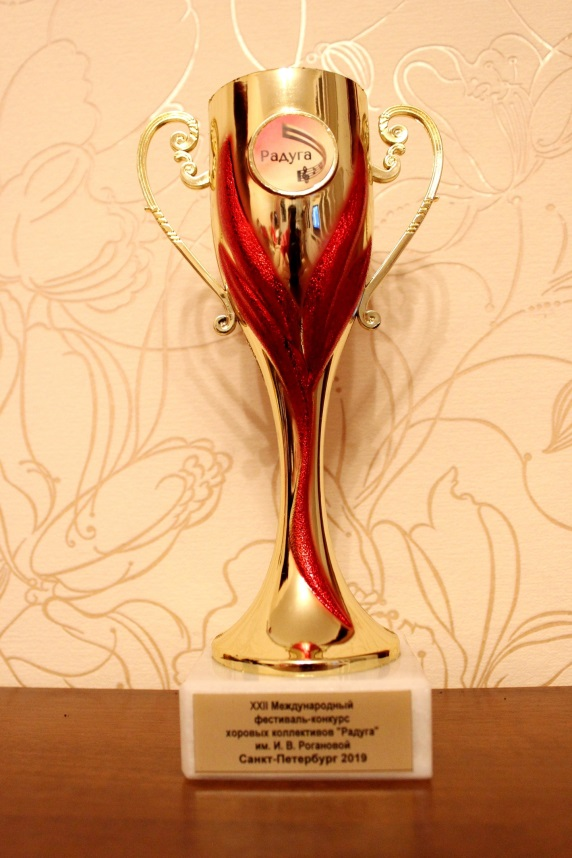 Радуга
XXII Международный
фестиваль-конкурс
хоровых коллективов "Радуга"
им. И. В. Рогановой
Санкт-Петербург 2019